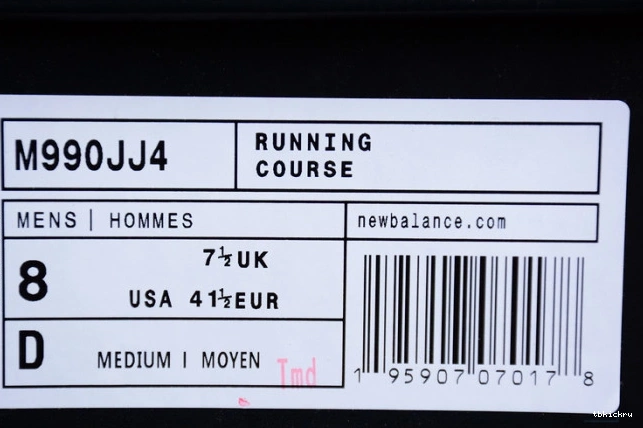 M990JJ4
RUNNING
COURSE
MENS | HOMMES
newbalance.com
8
7½UK
USA 41½EUR
D
MEDIUM | MOYEN
Tmd
1 95907 07017 8
tbkickru